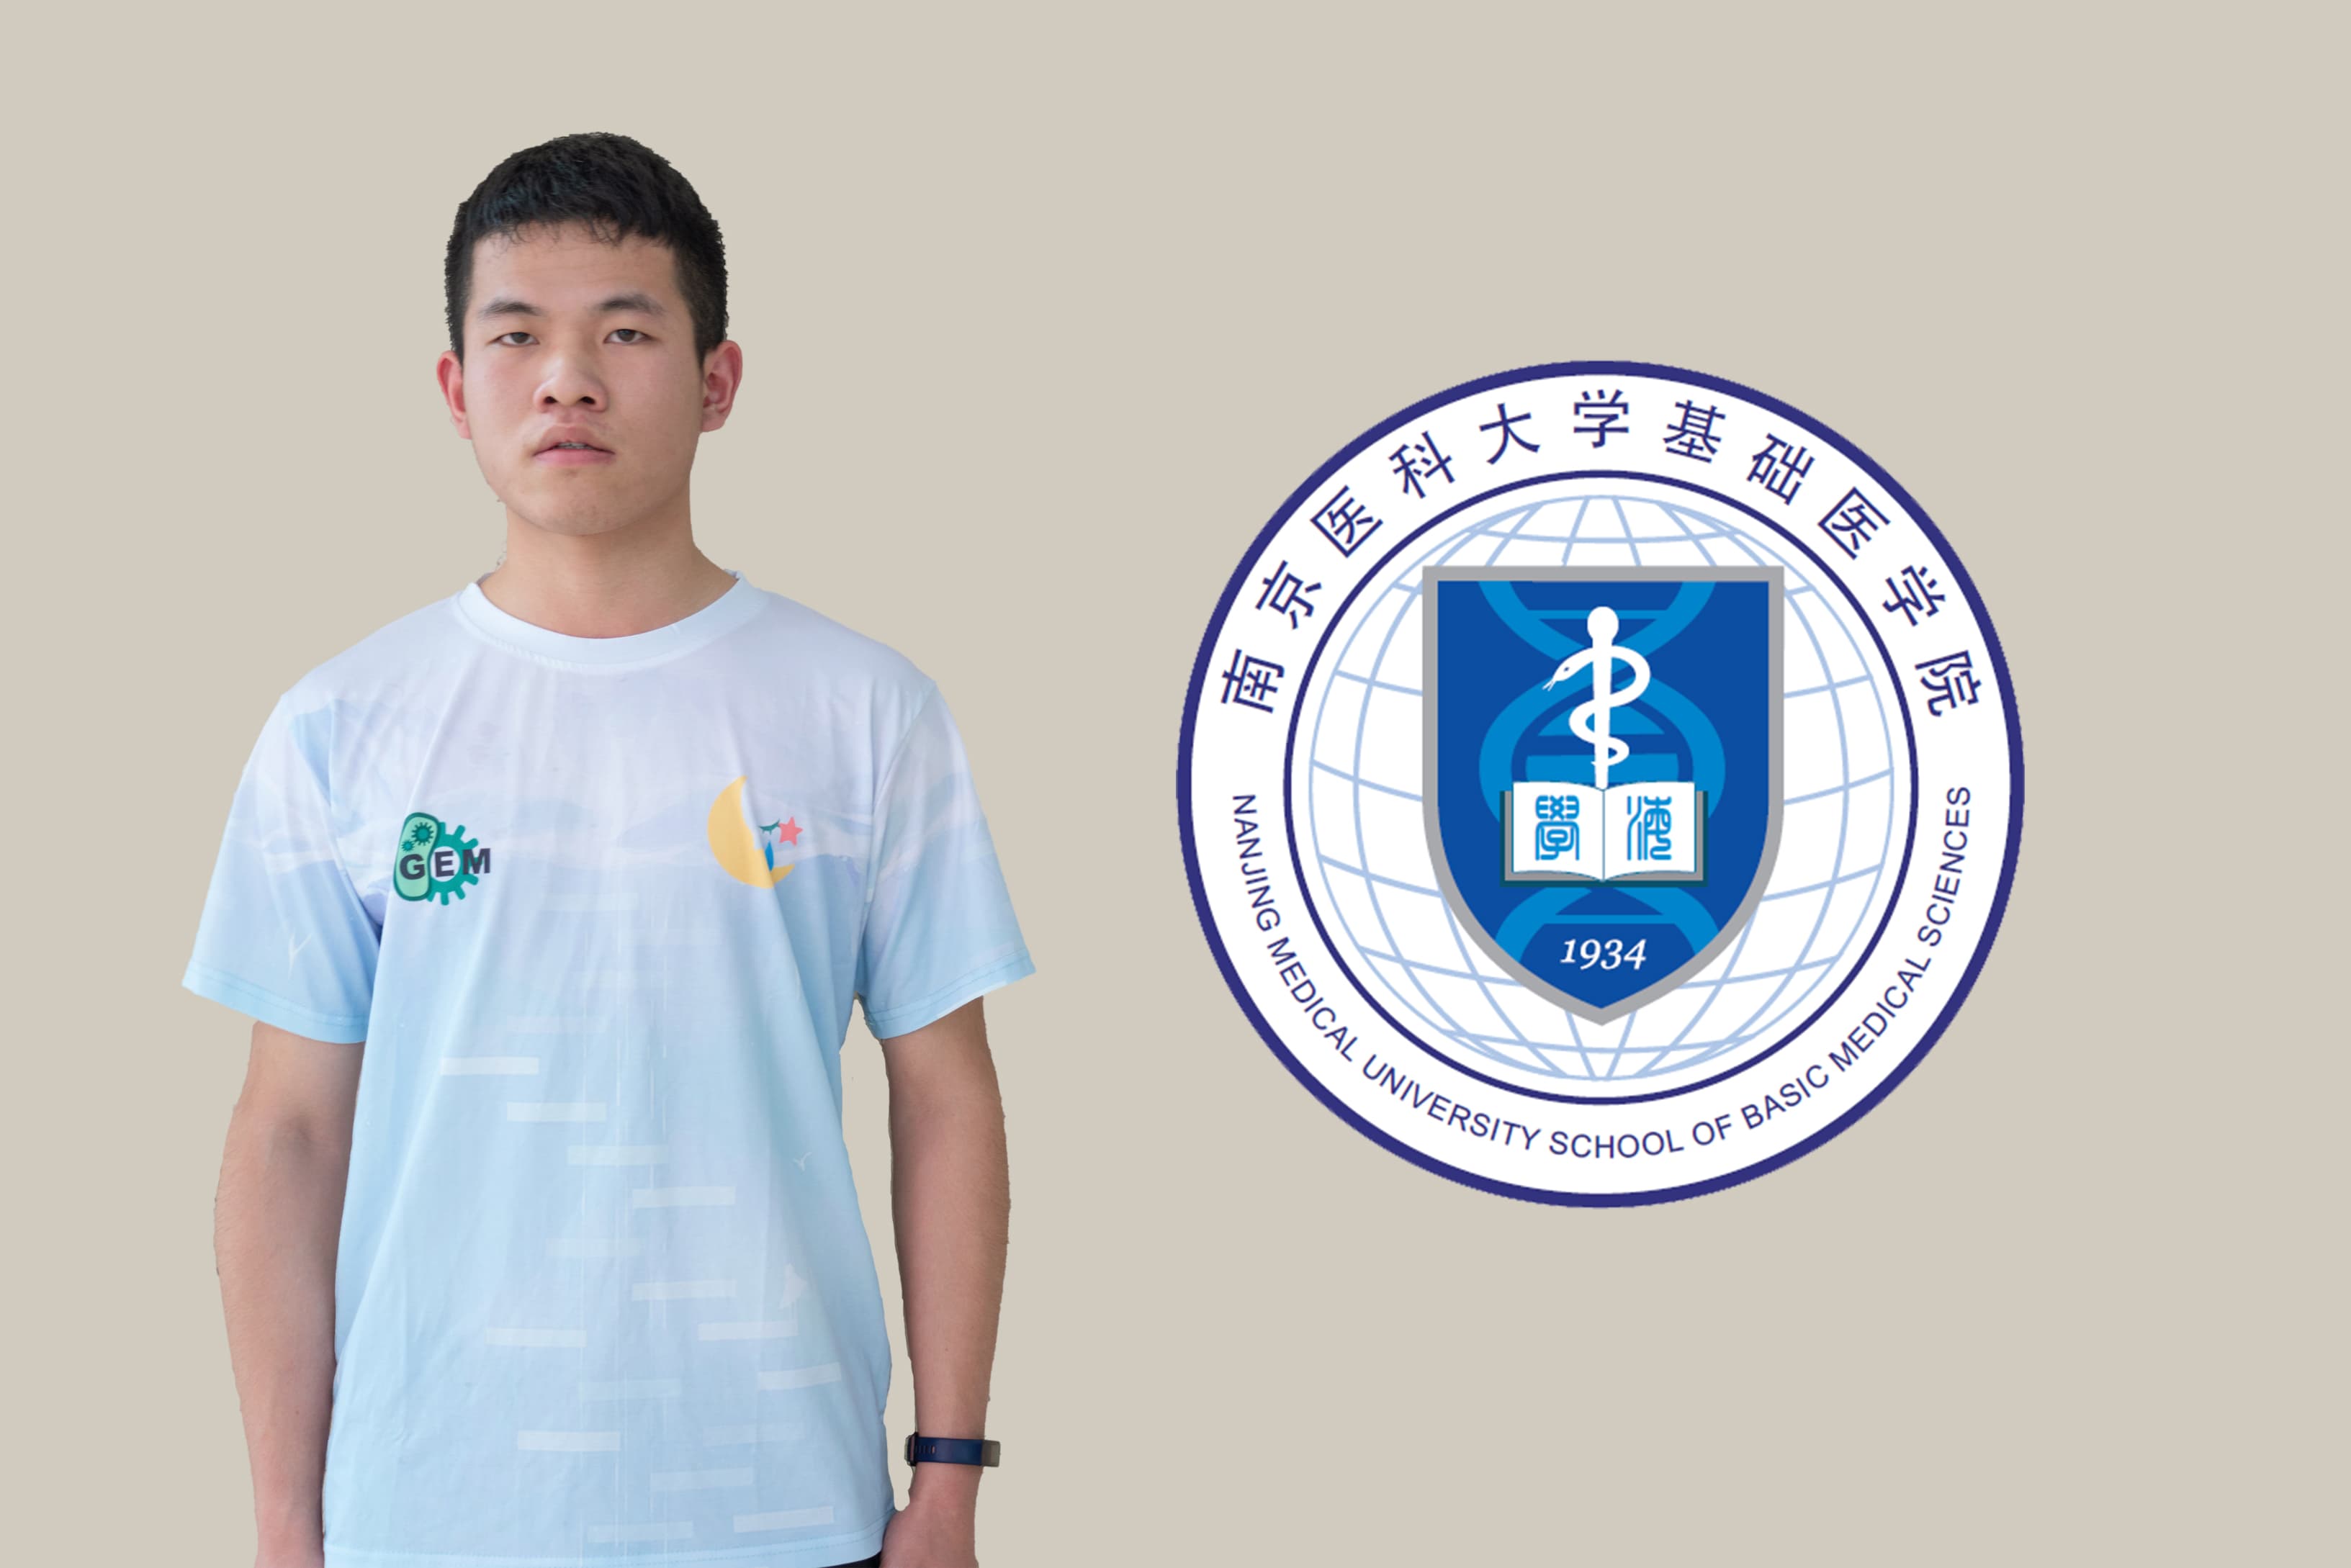 GEM
南京医科大学基础医学院
學海
1934
NANJING MEDICAL UNIVERSITY SCHOOL OF BASIC MEDICAL SCIENCES